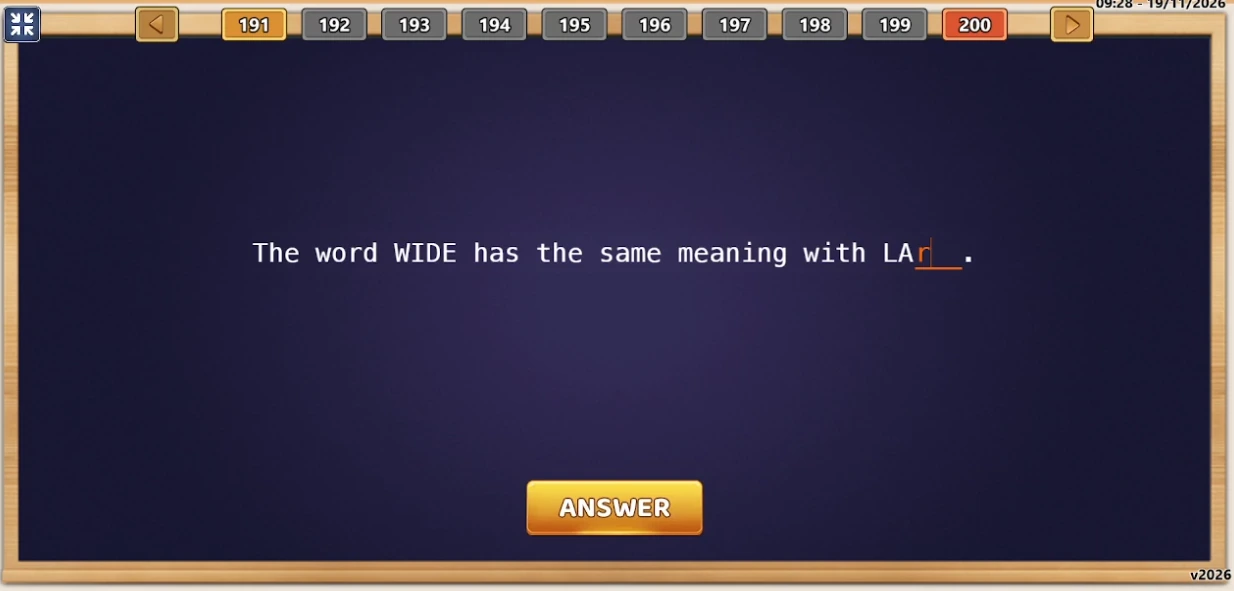 09:28 - 19/11/2026
191 192 193 194 195 196 197 198 199 200
The word WIDE has the same meaning with LAr__.
ANSWER
v2026